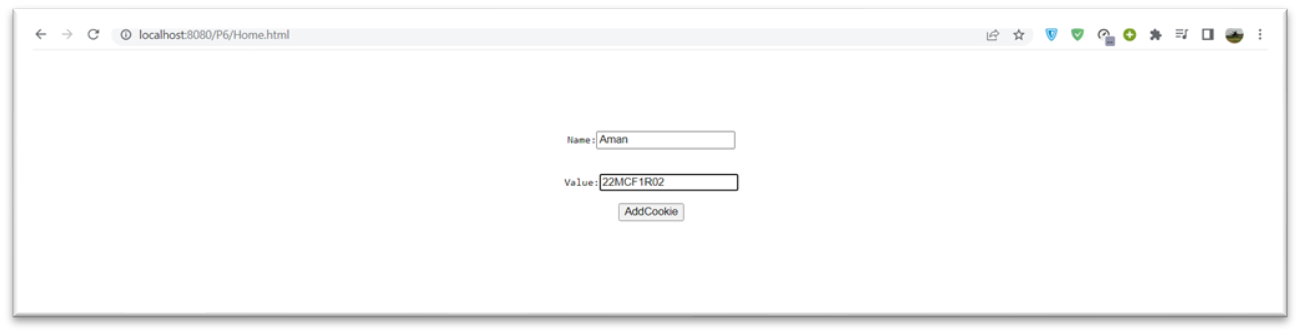 localhost:8080/P6/Home.html
Name: Aman
Value: 22MCF1R02
AddCookie